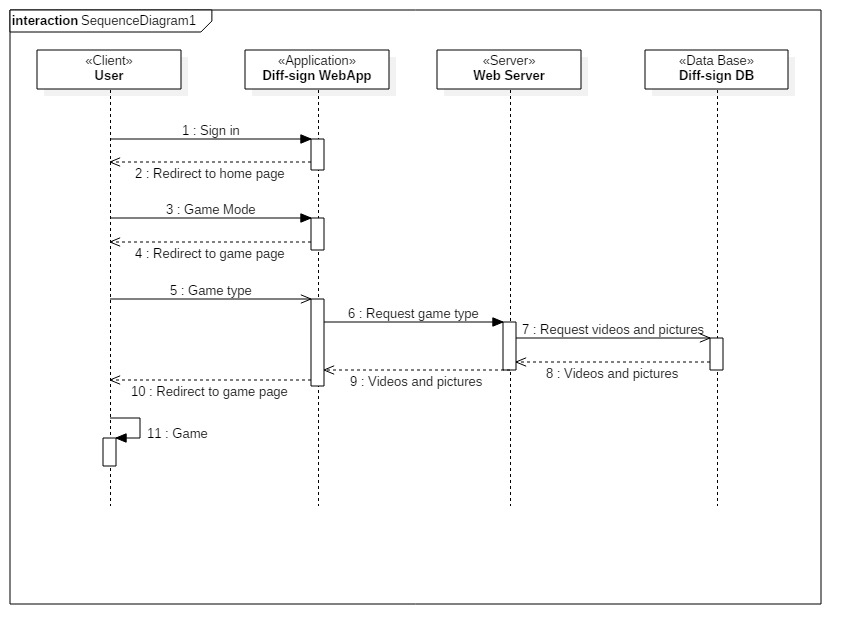 interaction SequenceDiagram1
«Client»
User
«Application»
Diff-sign WebApp
«Server»
Web Server
«Data Base»
Diff-sign DB
1 : Sign in
2 : Redirect to home page
3 : Game Mode
4 : Redirect to game page
5 : Game type
6 : Request game type
7 : Request videos and pictures
8 : Videos and pictures
9 : Videos and pictures
10 : Redirect to game page
11 : Game